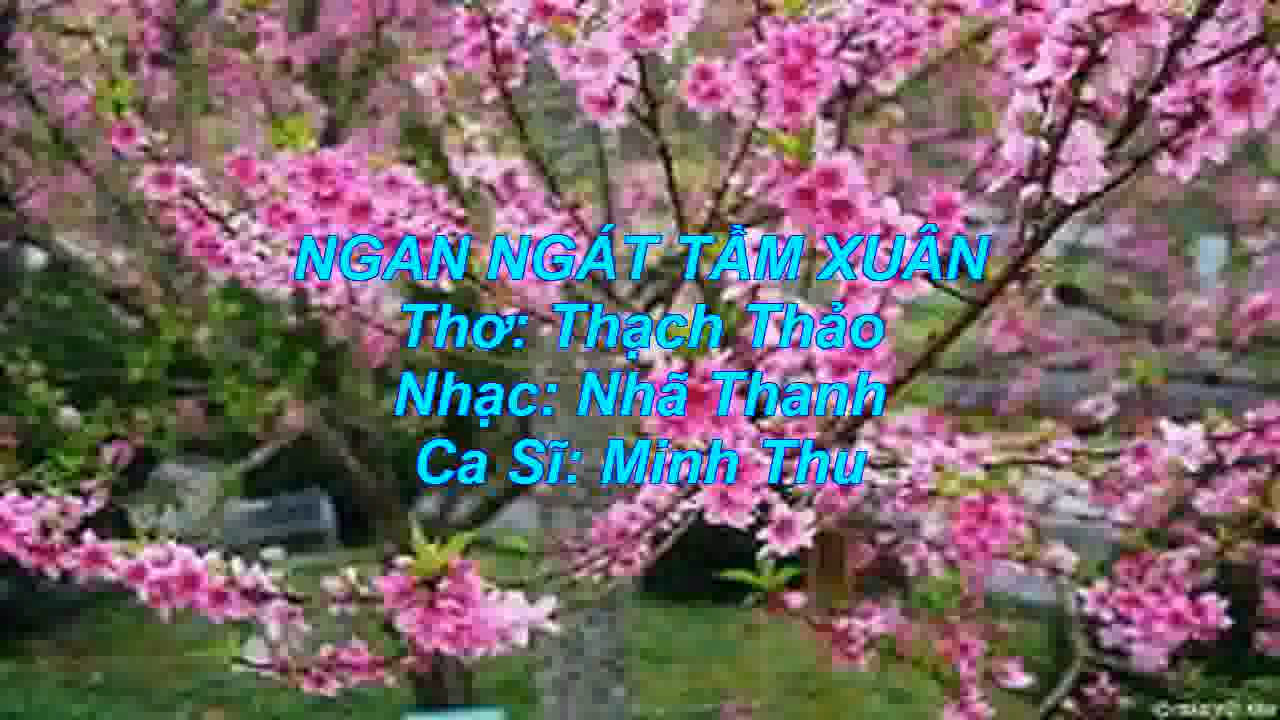 NGAN NGÁT TẦM XUÂN
Thơ: Thạch Thảo
Nhạc: Nhã Thanh
Ca Sĩ: Minh Thu